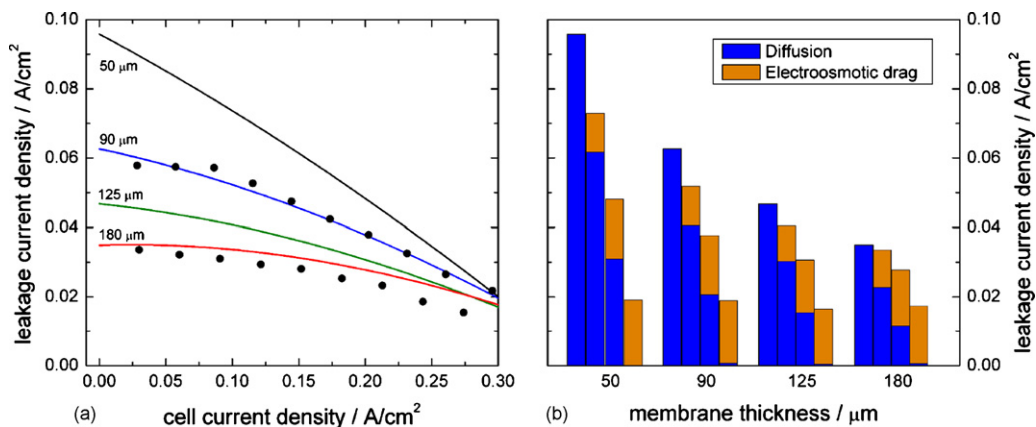 0.10
0.08
0.06
0.04
0.02
0.00
leakage current density / A/cm²
50 μm
90 μm
125 μm
180 μm
0.00 0.05 0.10 0.15 0.20 0.25 0.30
(a) cell current density / A/cm²
Diffusion
Electroosmotic drag
0.10
0.08
0.06
0.04
0.02
0.00
leakage current density / A/cm²
50 90 125 180
(b) membrane thickness / μm